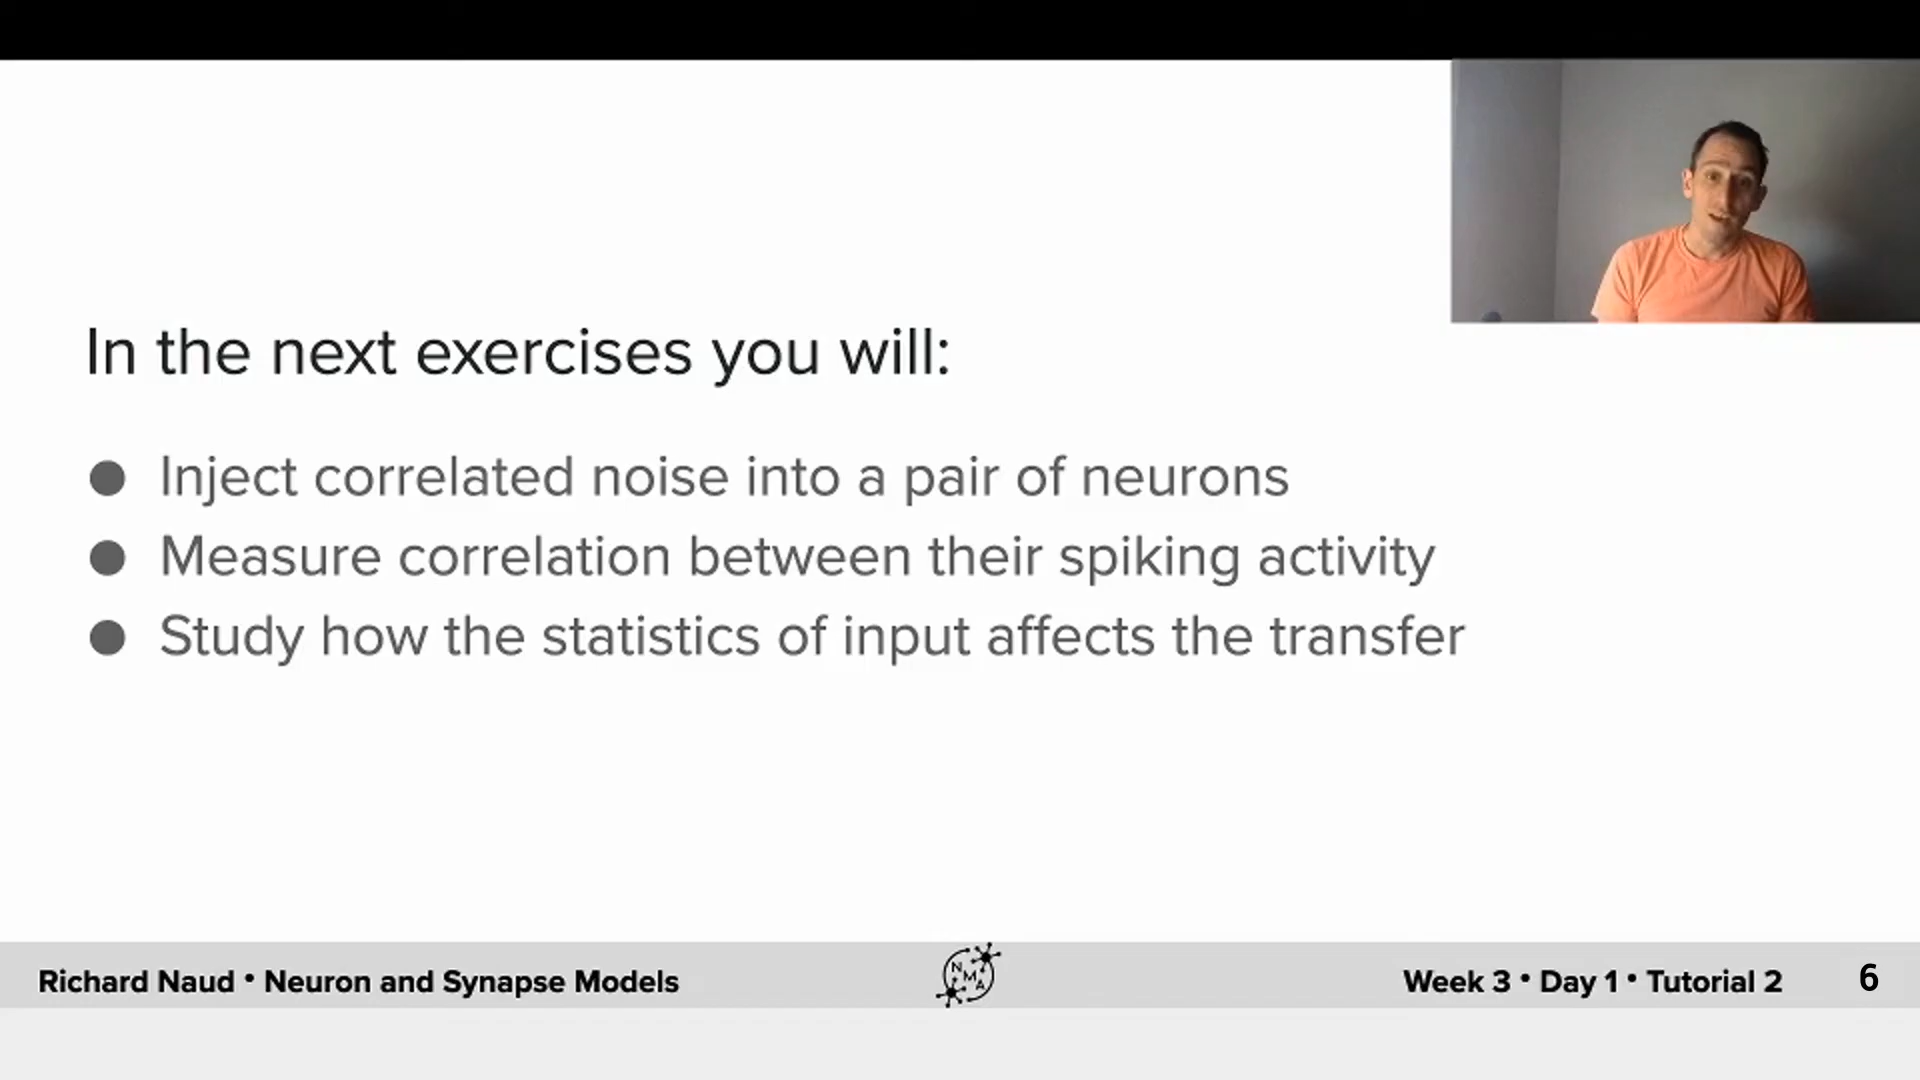 In the next exercises you will:
● Inject correlated noise into a pair of neurons
● Measure correlation between their spiking activity
● Study how the statistics of input affects the transfer
Richard Naud • Neuron and Synapse Models
NMA
Week 3 • Day 1 • Tutorial 2
6